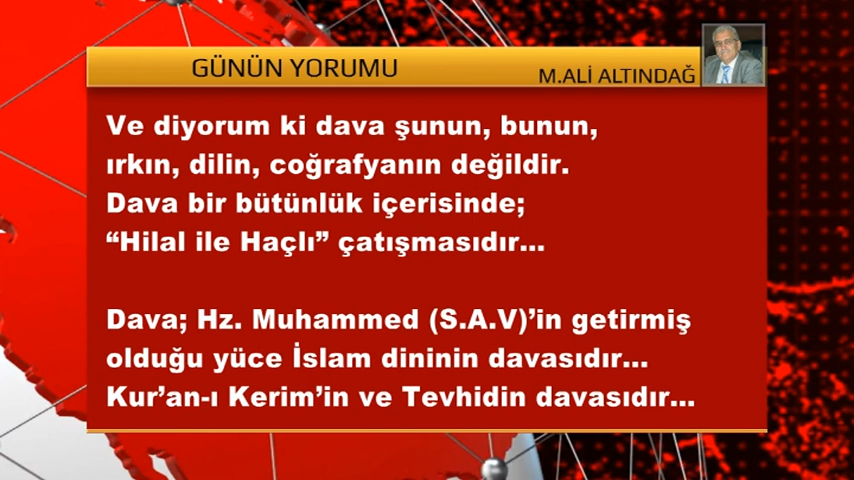 GÜNÜN YORUMU
M.ALİ ALTINDAĞ
Ve diyorum ki dava şunun, bunun,
ırkın, dilin, coğrafyanın değildir.
Dava bir bütünlük içerisinde;
“Hilal ile Haçlı” çatışmasıdır...
Dava; Hz. Muhammed (S.A.V)’in getirmiş
olduğu yüce İslam dininin davasıdır...
Kur’an-ı Kerim’in ve Tevhidin davasıdır...